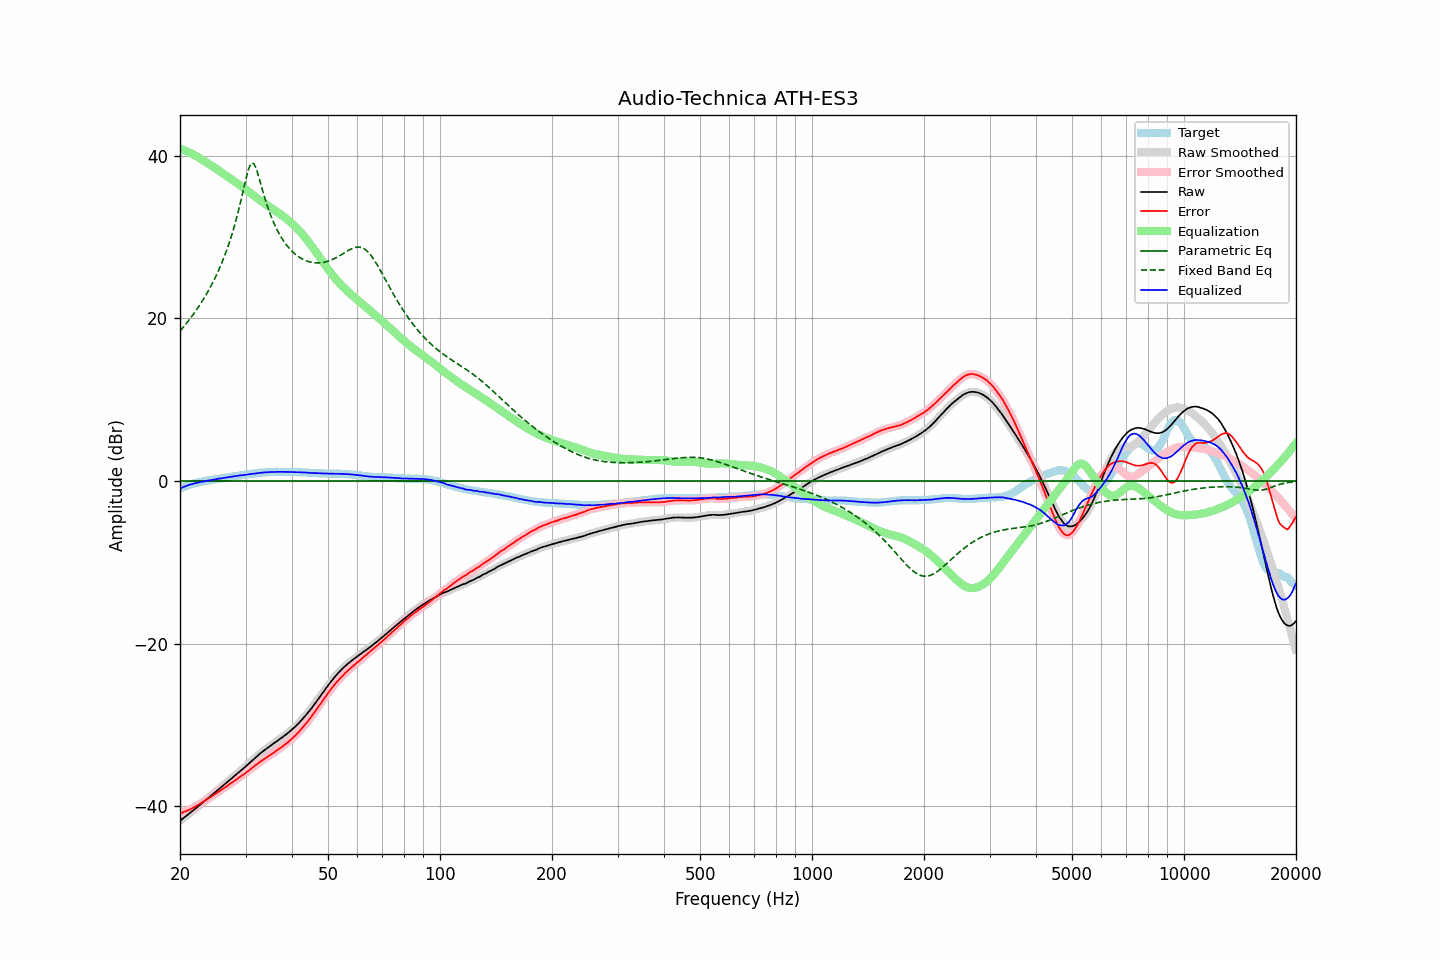 Audio-Technica ATH-ES3
Amplitude (dBr)
40
20
0
−20
−40
Target
Raw Smoothed
Error Smoothed
Raw
Error
Equalization
Parametric Eq
Fixed Band Eq
Equalized
20 50 100 200 500 1000 2000 5000 10000 20000
Frequency (Hz)